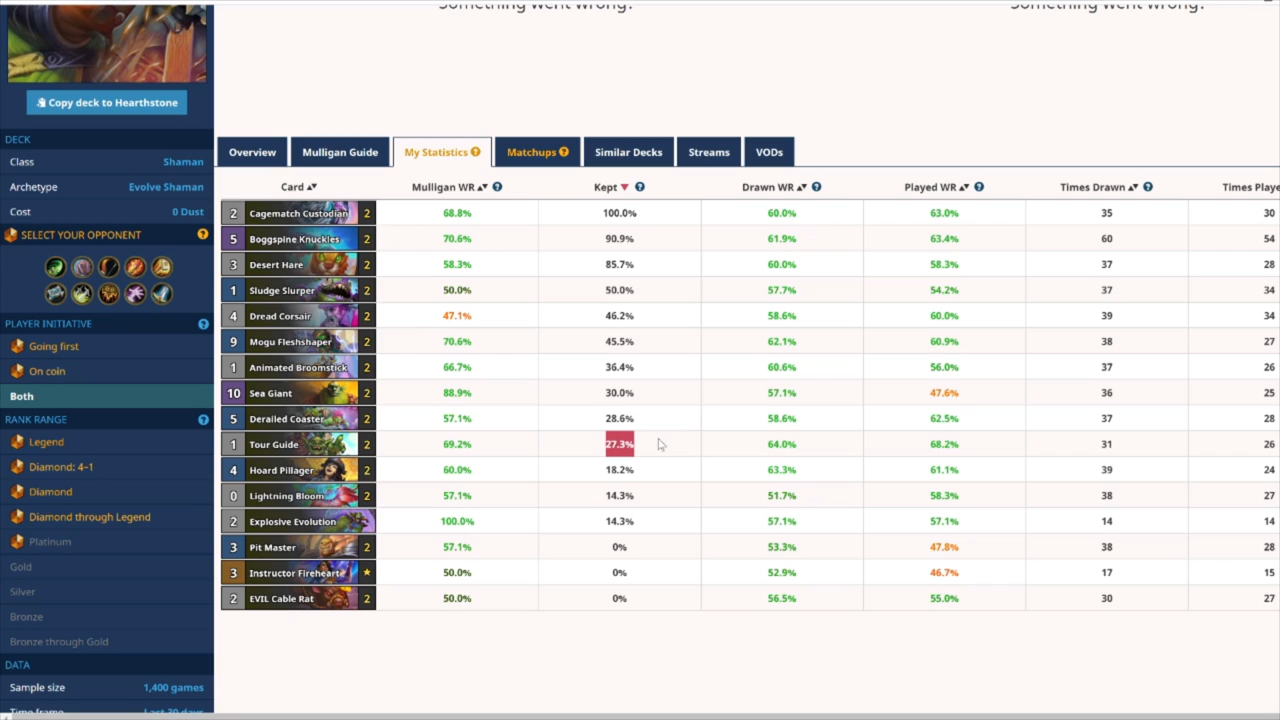 Something went wrong? Something went wrong?
Copy deck to Hearthstone
DECK
Class Shaman
Archetype Evolve Shaman
Cost 0 Dust
SELECT YOUR OPPONENT ?
PLAYER INITIATIVE ?
Going first
On coin
Both
RANK RANGE ?
Legend
Diamond: 4–1
Diamond
Diamond through Legend
Platinum
Gold
Silver
Bronze
Bronze through Gold
DATA
Sample size 1,400 games
Time frame Last 30 days
Overview Mulligan Guide My Statistics ? Matchups ? Similar Decks Streams VODs
Card Mulligan WR ? Kept ? Drawn WR ? Played WR ? Times Drawn ? Times Playe
2 Cagematch Custodian 2 68.8% 100.0% 60.0% 63.0% 35 30
5 Boggspine Knuckles 2 70.6% 90.9% 61.9% 63.4% 60 54
3 Desert Hare 2 58.3% 85.7% 60.0% 58.3% 37 28
1 Sludge Slurper 2 50.0% 50.0% 57.7% 54.2% 37 34
4 Dread Corsair 2 47.1% 46.2% 58.6% 60.0% 39 34
9 Mogu Fleshshaper 2 70.6% 45.5% 62.1% 60.9% 38 27
1 Animated Broomstick 2 66.7% 36.4% 60.6% 56.0% 37 26
10 Sea Giant 2 88.9% 30.0% 57.1% 47.6% 36 25
5 Derailed Coaster 2 57.1% 28.6% 58.6% 62.5% 37 28
1 Tour Guide 2 69.2% 27.3% 64.0% 68.2% 31 26
4 Hoard Pillager 2 60.0% 18.2% 63.3% 61.1% 39 24
0 Lightning Bloom 2 57.1% 14.3% 51.7% 58.3% 38 27
2 Explosive Evolution 100.0% 14.3% 57.1% 57.1% 14 14
3 Pit Master 2 57.1% 0% 53.3% 47.8% 38 28
3 Instructor Fireheart 50.0% 0% 52.9% 46.7% 17 15
2 EVIL Cable Rat 2 50.0% 0% 56.5% 55.0% 30 27